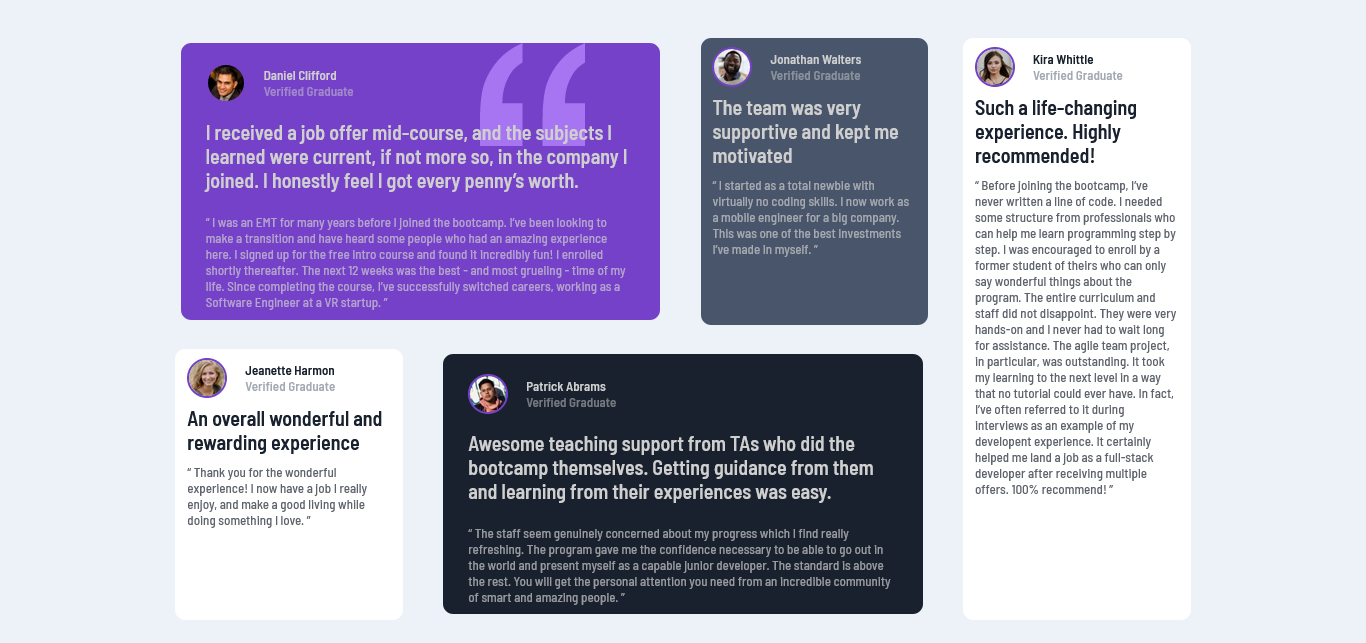 Daniel Clifford
Verified Graduate
I received a job offer mid-course, and the subjects I
learned were current, if not more so, in the company I
joined. I honestly feel I got every penny’s worth.
“ I was an EMT for many years before I joined the bootcamp. I’ve been looking to
make a transition and have heard some people who had an amazing experience
here. I signed up for the free intro course and found it incredibly fun! I enrolled
shortly thereafter. The next 12 weeks was the best - and most grueling - time of my
life. Since completing the course, I’ve successfully switched careers, working as a
Software Engineer at a VR startup. ”
Jonathan Walters
Verified Graduate
The team was very
supportive and kept me
motivated
“ I started as a total newbie with
virtually no coding skills. I now work as
a mobile engineer for a big company.
This was one of the best investments
I’ve made in myself. ”
Kira Whittle
Verified Graduate
Such a life-changing
experience. Highly
recommended!
“ Before joining the bootcamp, I’ve
never written a line of code. I needed
some structure from professionals who
can help me learn programming step by
step. I was encouraged to enroll by a
former student of theirs who can only
say wonderful things about the
program. The entire curriculum and
staff did not disappoint. They were very
hands-on and I never had to wait long
for assistance. The agile team project,
in particular, was outstanding. It took
my learning to the next level in a way
that no tutorial could ever have. In fact,
I’ve often referred to it during
interviews as an example of my
developent experience. It certainly
helped me land a job as a full-stack
developer after receiving multiple
offers. 100% recommend! ”
Jeanette Harmon
Verified Graduate
An overall wonderful and
rewarding experience
“ Thank you for the wonderful
experience! I now have a job I really
enjoy, and make a good living while
doing something I love. ”
Patrick Abrams
Verified Graduate
Awesome teaching support from TAs who did the
bootcamp themselves. Getting guidance from them
and learning from their experiences was easy.
“ The staff seem genuinely concerned about my progress which I find really
refreshing. The program gave me the confidence necessary to be able to go out in
the world and present myself as a capable junior developer. The standard is above
the rest. You will get the personal attention you need from an incredible community
of smart and amazing people. ”